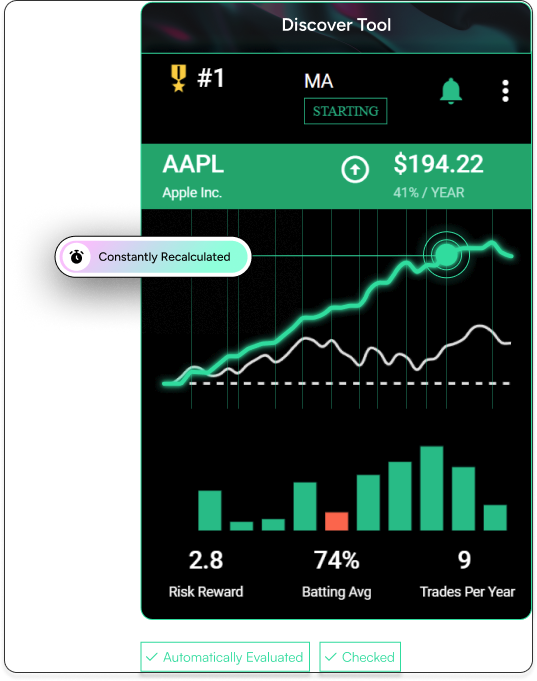 Discover Tool
#1
MA
STARTING
AAPL
$194.22
Apple Inc.
41% / YEAR
Constantly Recalculated
2.8
74%
9
Risk Reward
Batting Avg
Trades Per Year
Automatically Evaluated
Checked